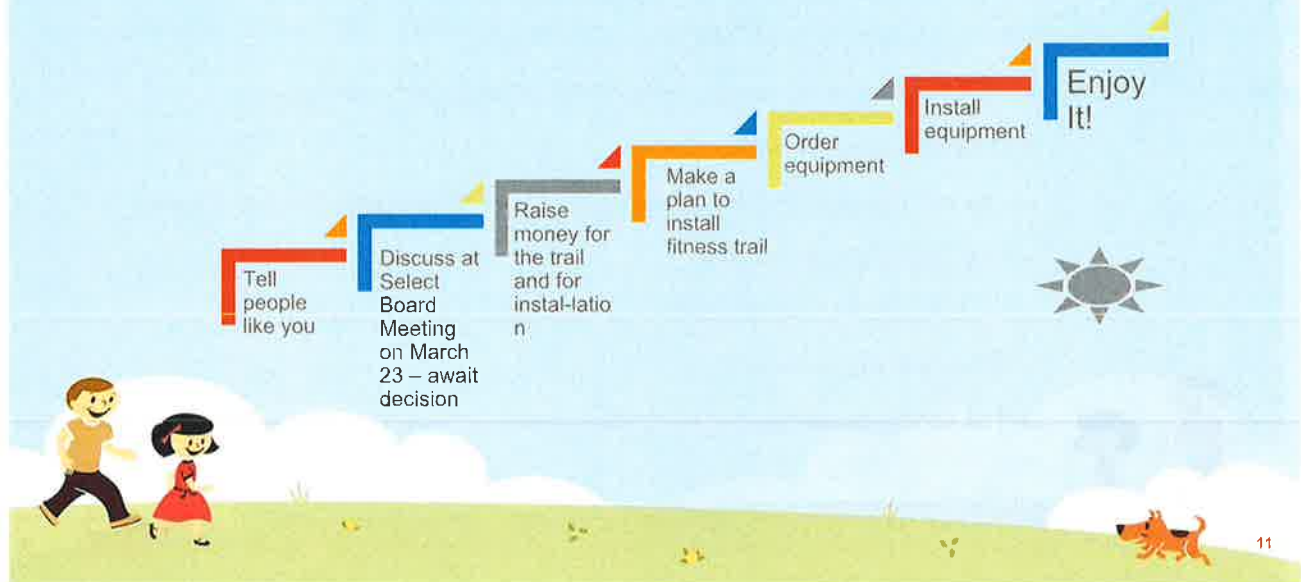 Tell
people
like you
Discuss at
Select
Board
Meeting
on March
23 – await
decision
Raise
money for
the trail
and for
instal-latio
n
Make a
plan to
install
fitness trail
Order
equipment
Install
equipment
Enjoy
It!
11